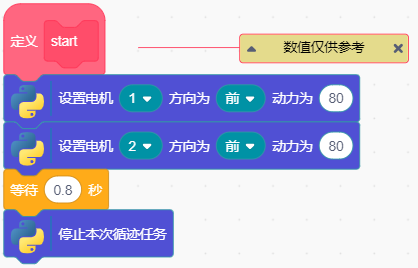 定义 start
数值仅供参考
设置电机 1 方向为 前 动力为 80
设置电机 2 方向为 前 动力为 80
等待 0.8 秒
停止本次循迹任务